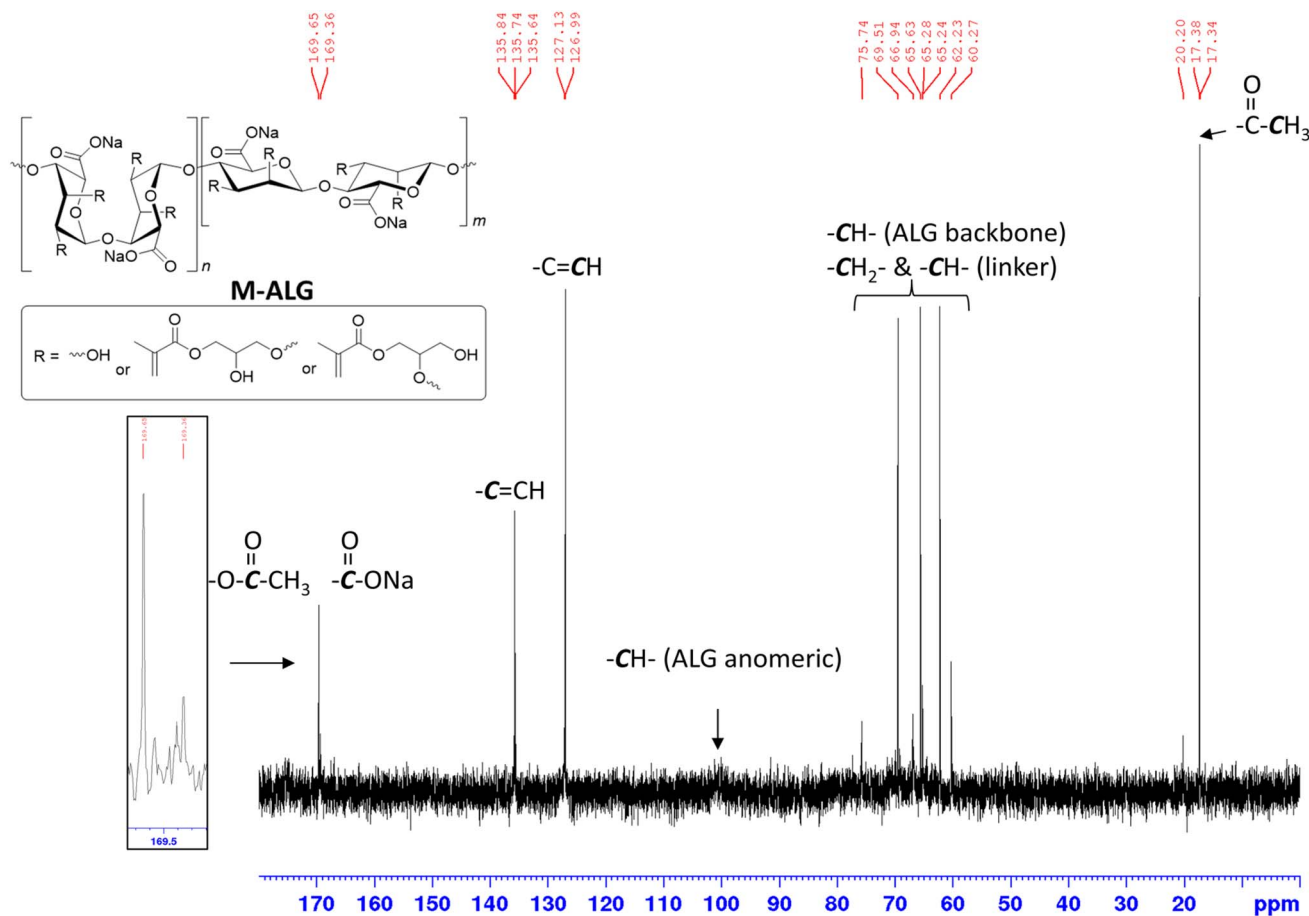 169.65
169.36
135.84
135.74
135.64
127.13
126.99
75.74
69.51
66.94
65.63
65.28
65.24
62.23
60.27
20.20
17.38
17.34
O
-C-CH3
O ONa
R
R
O
R
R
NaO O
n
O ONa
R
R
O
R
R
O ONa
m
M-ALG
R = OH or O O OH O or O O OH O
-C=CH
-CH- (ALG backbone)
-CH2- & -CH- (linker)
-C=CH
169.65
169.36
169.5
O O
-O-C-CH3 -C-ONa
-CH- (ALG anomeric)
170 160 150 140 130 120 110 100 90 80 70 60 50 40 30 20 ppm